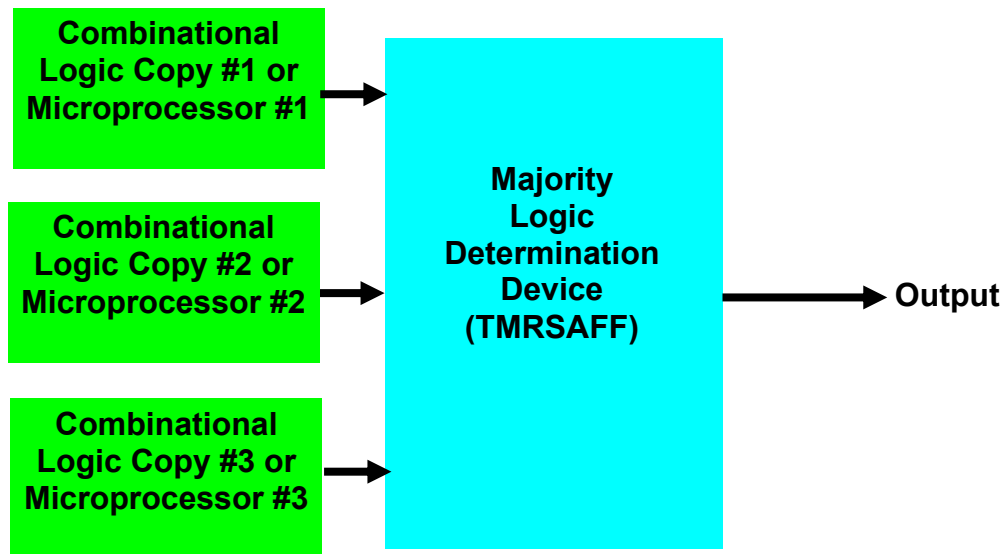 Combinational
Logic Copy #1 or
Microprocessor #1
Combinational
Logic Copy #2 or
Microprocessor #2
Combinational
Logic Copy #3 or
Microprocessor #3
Majority
Logic
Determination
Device
(TMRSAFF)
Output